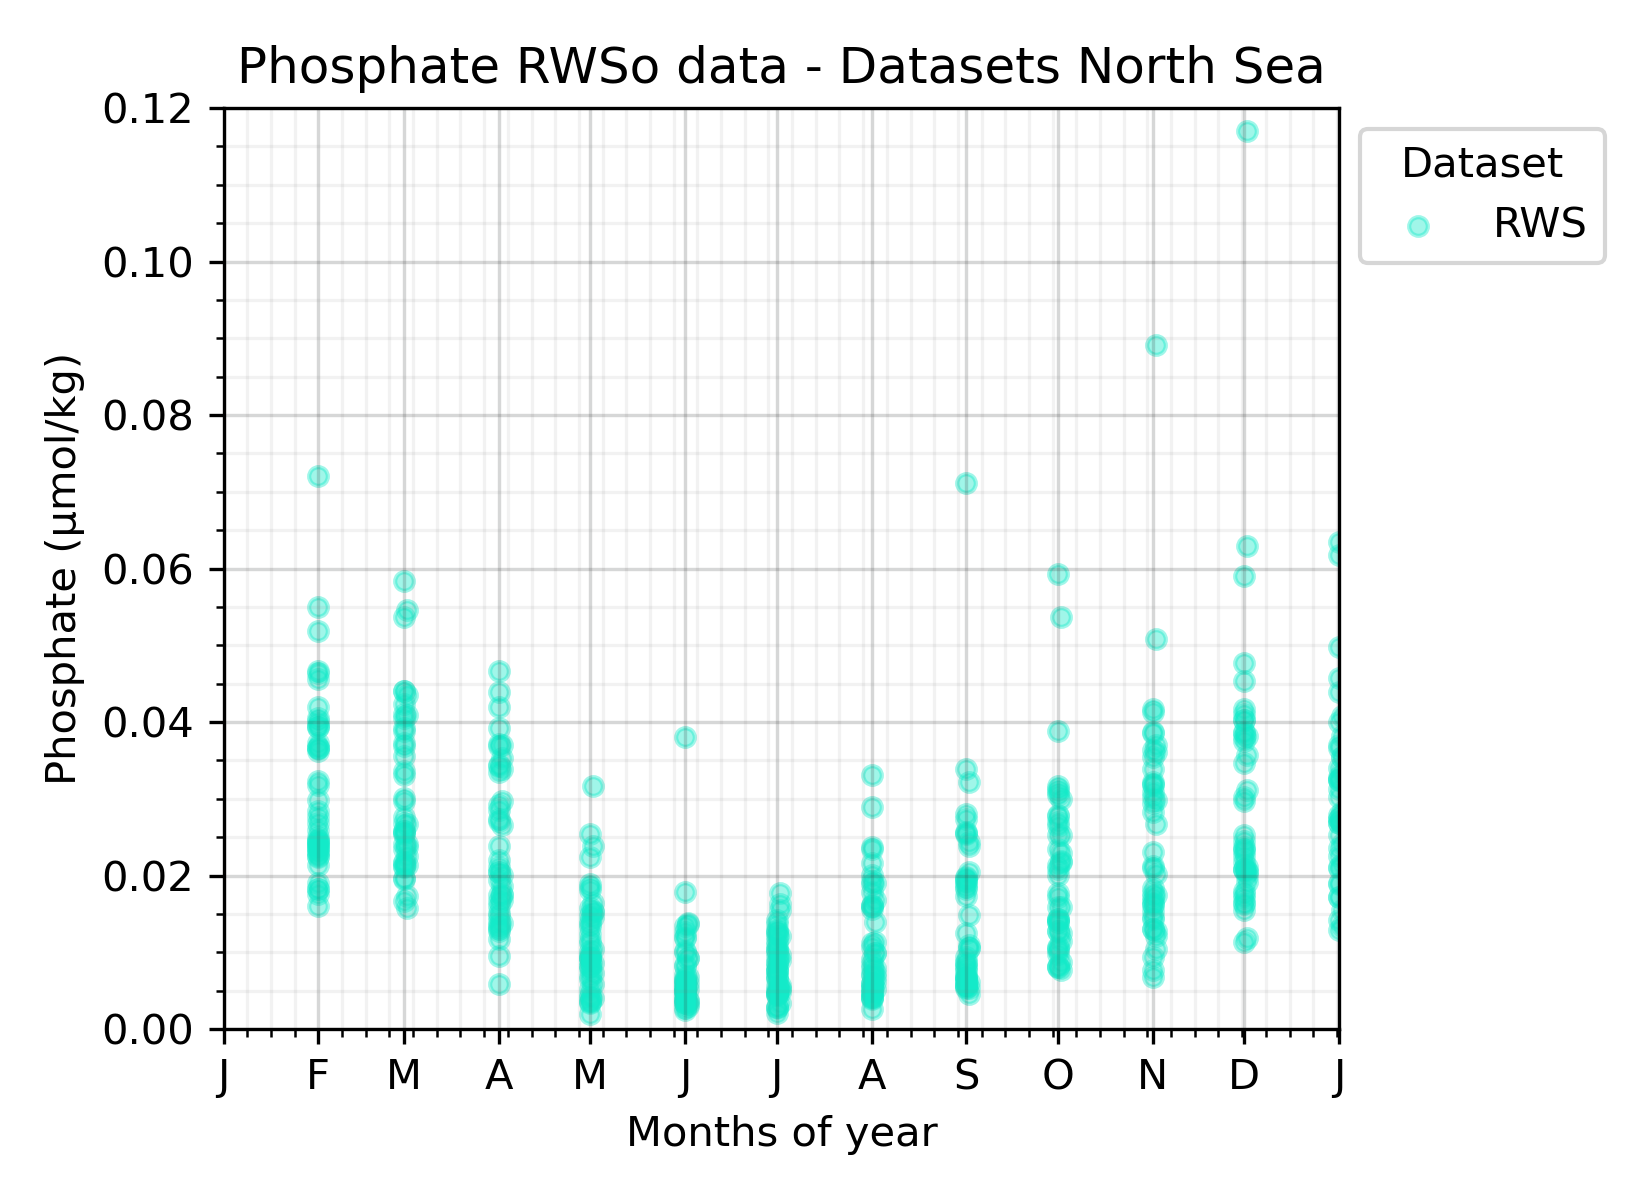 Phosphate RWSo data - Datasets North Sea
0.12
0.10
0.08
0.06
0.04
0.02
0.00
Phosphate (µmol/kg)
J F M A M J J A S O N D J
Months of year
Dataset
RWS